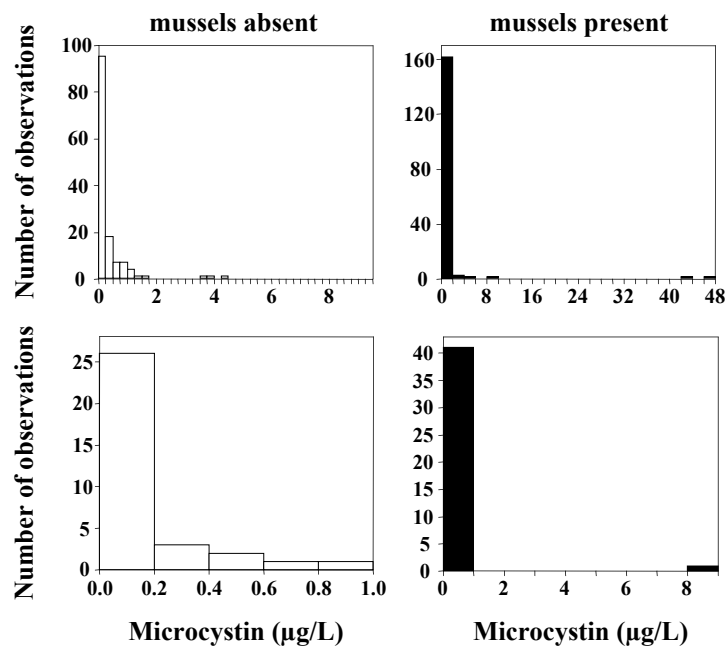 mussels absent
mussels present
Number of observations
100
80
60
40
20
0
0 2 4 6 8
160
120
80
40
0
0 8 16 24 32 40 48
Number of observations
25
20
15
10
5
0
0.0 0.2 0.4 0.6 0.8 1.0
Microcystin (µg/L)
40
35
30
25
20
15
10
5
0
0 2 4 6 8
Microcystin (µg/L)